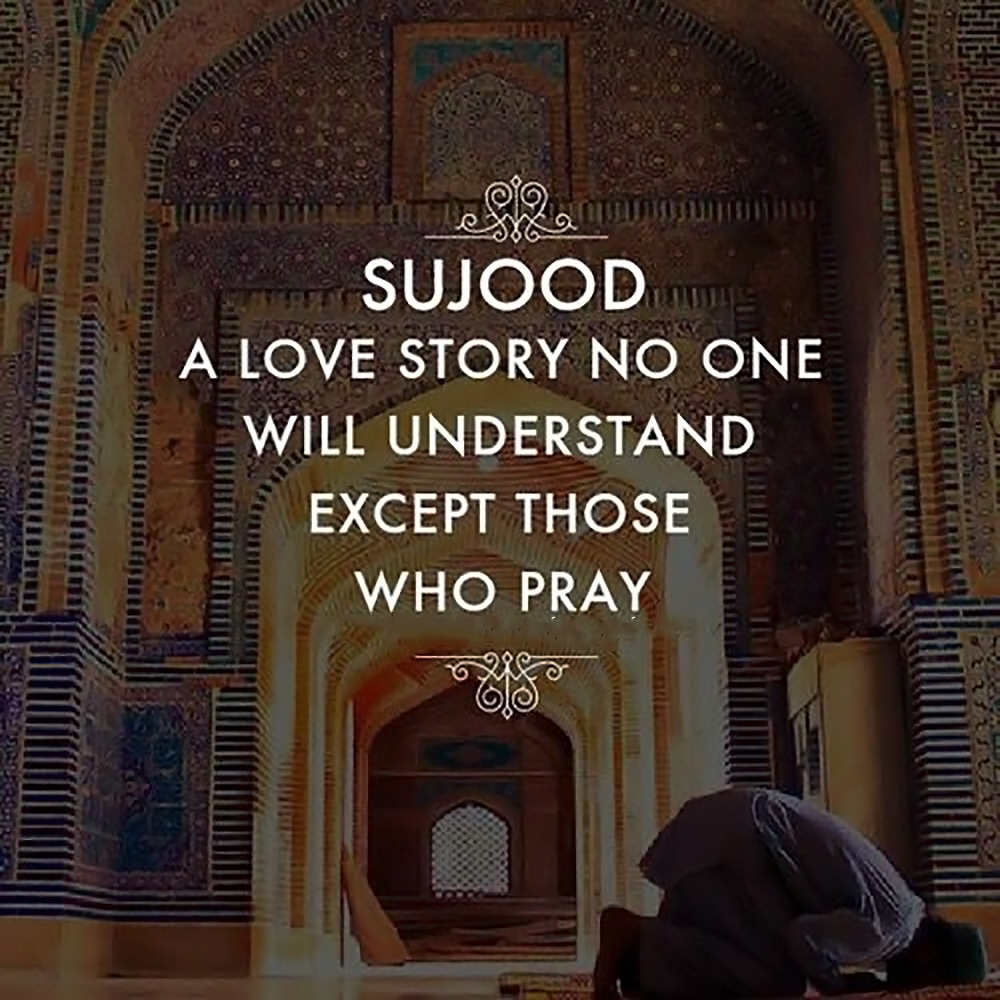 SUJOOD
A LOVE STORY NO ONE
WILL UNDERSTAND
EXCEPT THOSE
WHO PRAY